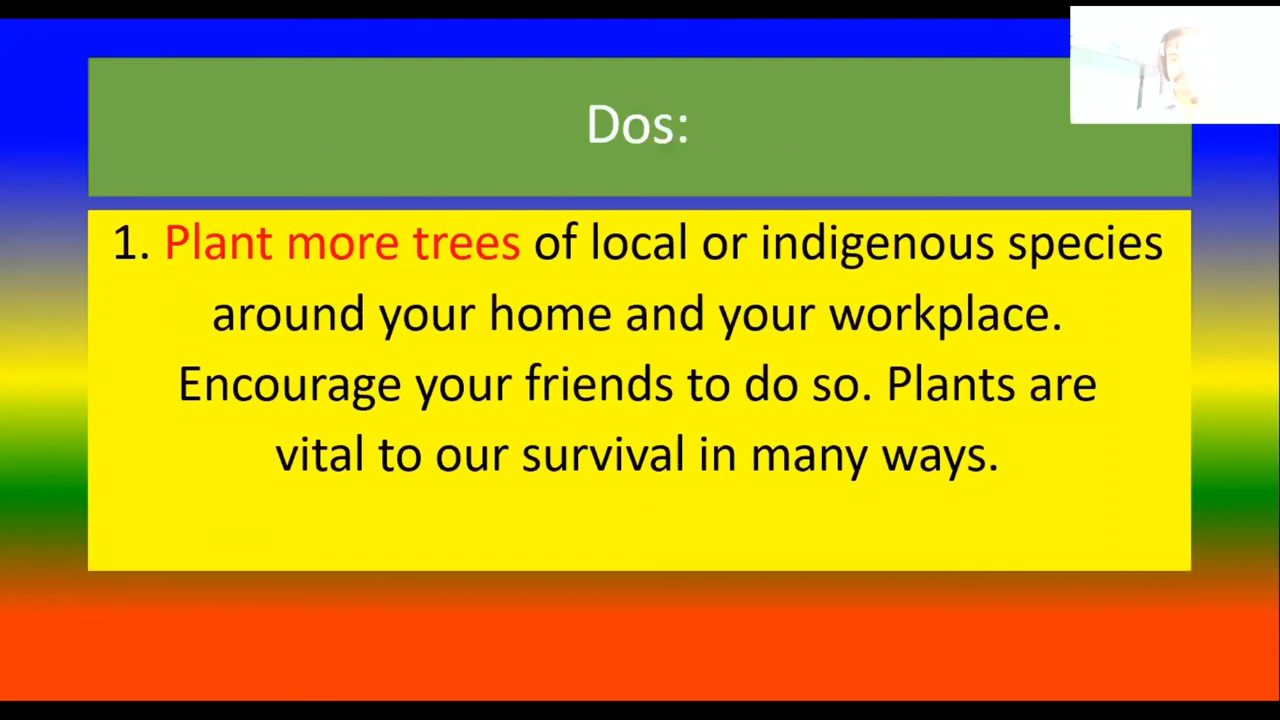 Dos:
1. Plant more trees of local or indigenous species
around your home and your workplace.
Encourage your friends to do so. Plants are
vital to our survival in many ways.